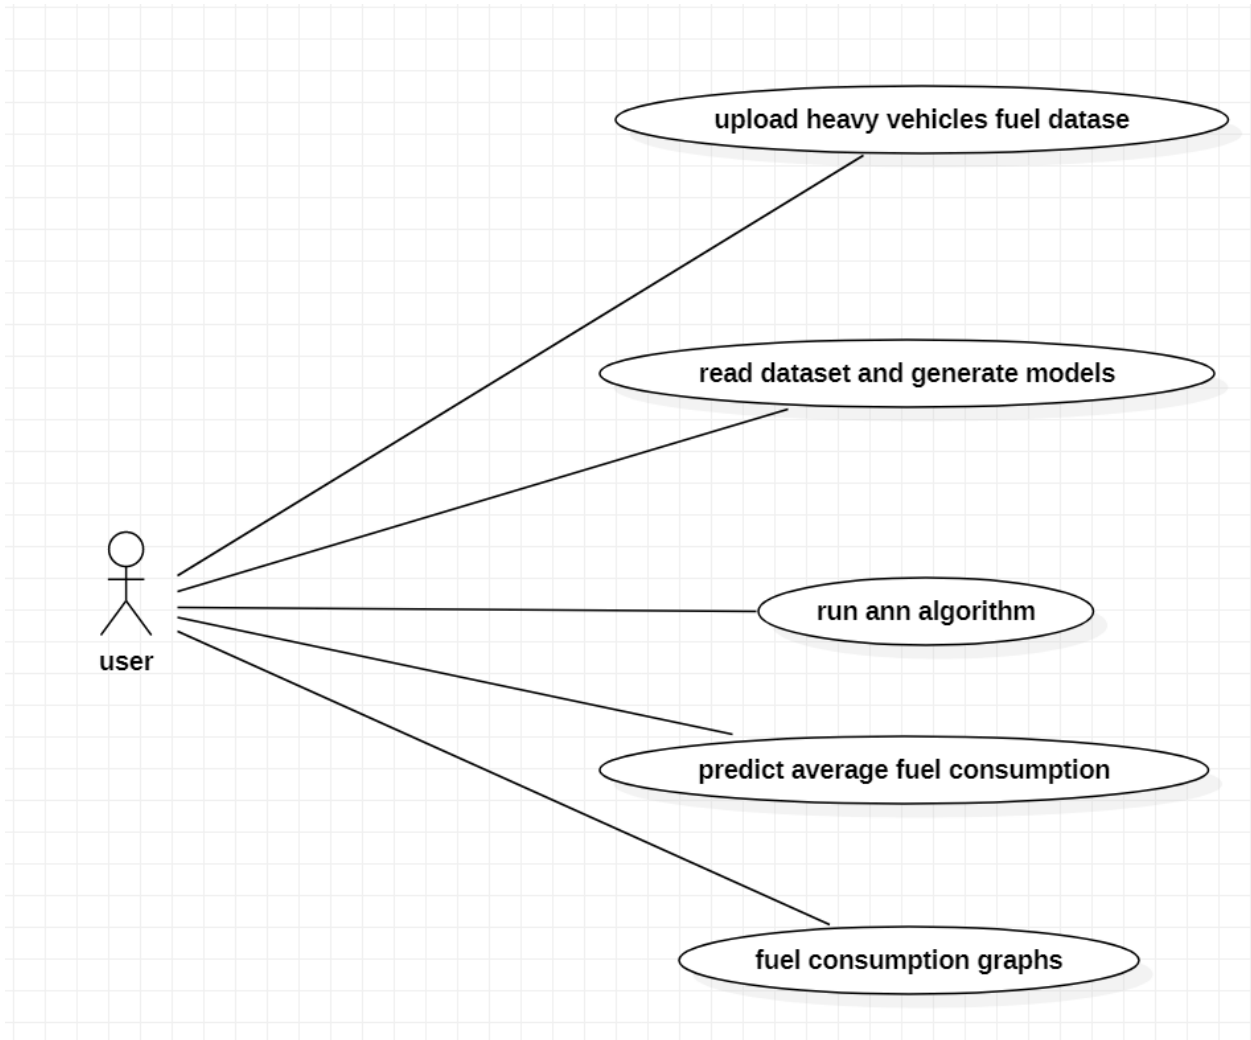 upload heavy vehicles fuel datase
read dataset and generate models
run ann algorithm
user
predict average fuel consumption
fuel consumption graphs